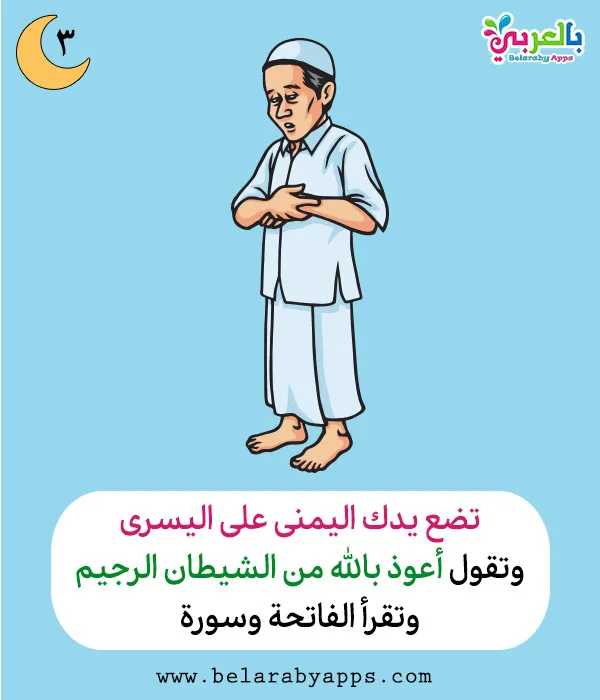 ٣
بالعربي
Belaraby Apps
تضع يدك اليمنى على اليسرى
وتقول أعوذ بالله من الشيطان الرجيم
وتقرأ الفاتحة وسورة
www.belarabyapps.com